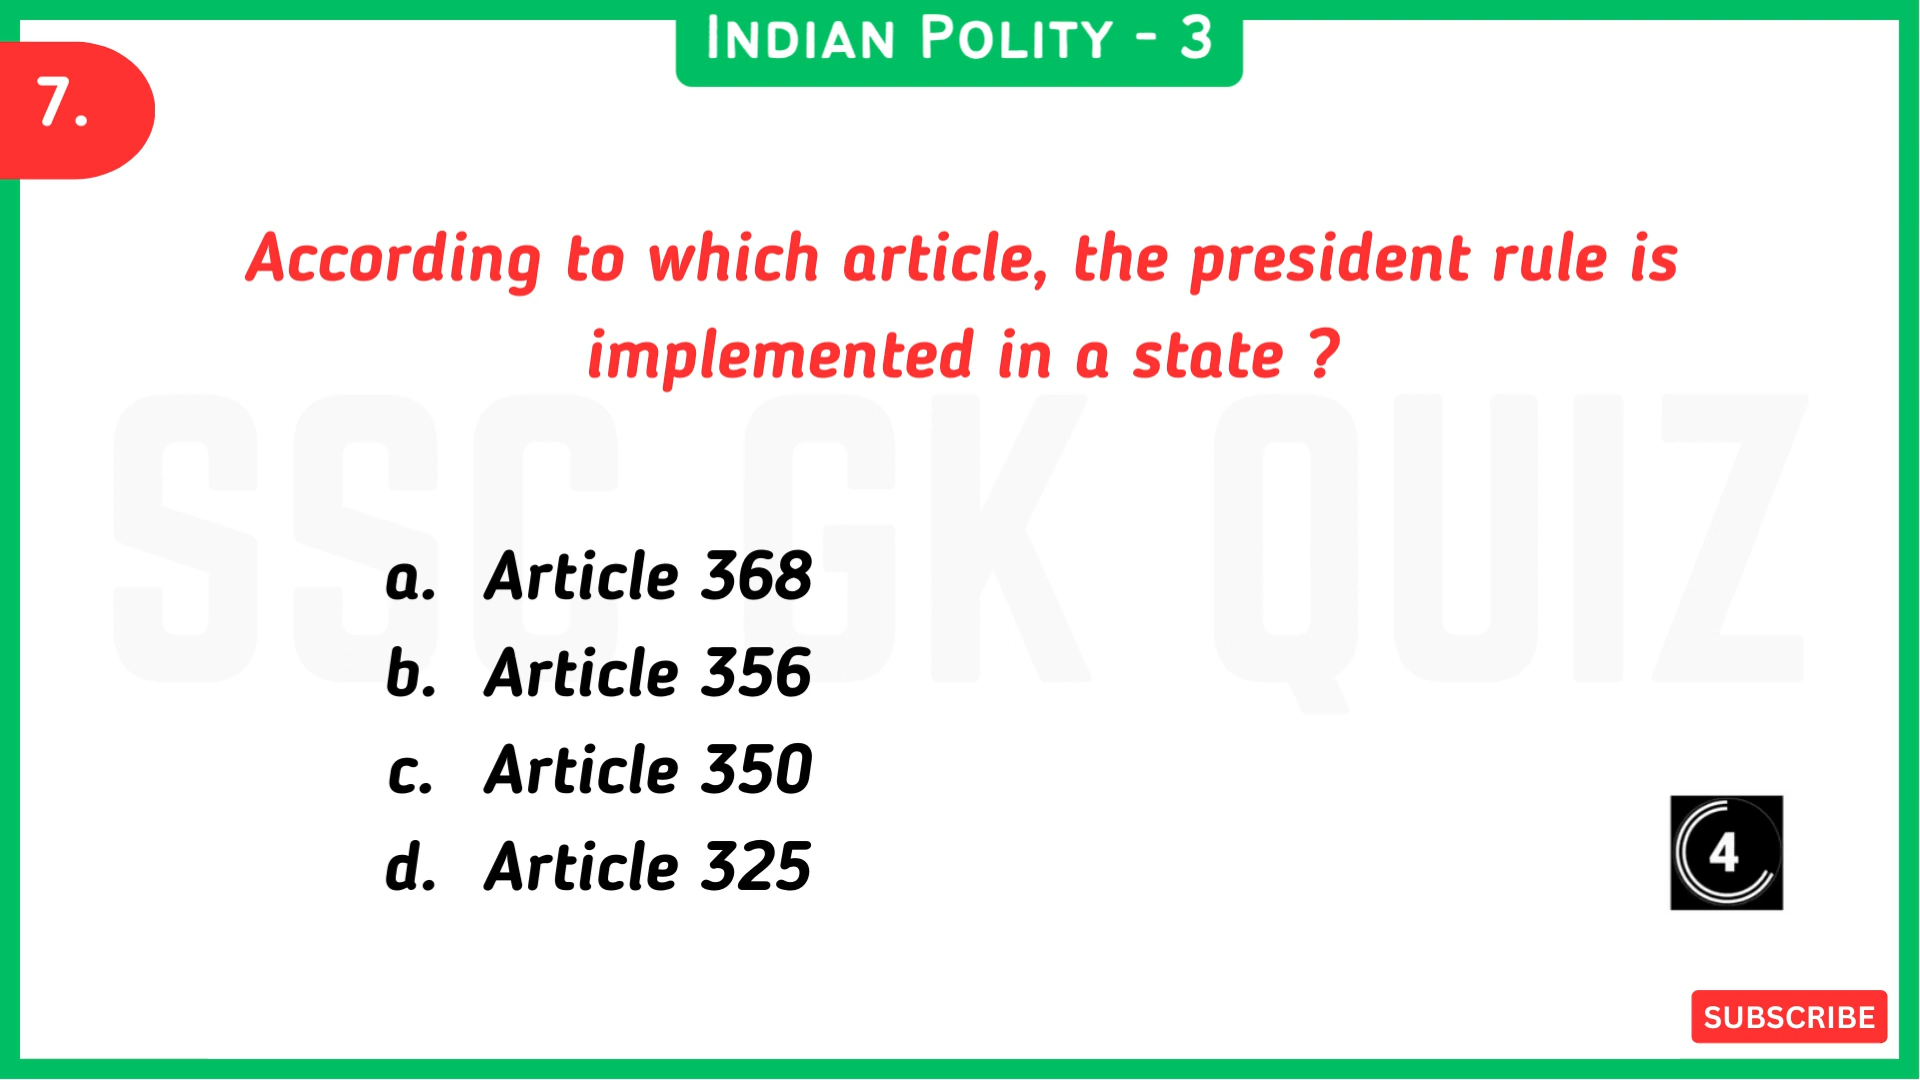 INDIAN POLITY - 3
7.
According to which article, the president rule is
implemented in a state ?
SSC GK QUIZ
a. Article 368
b. Article 356
c. Article 350
d. Article 325
4
SUBSCRIBE